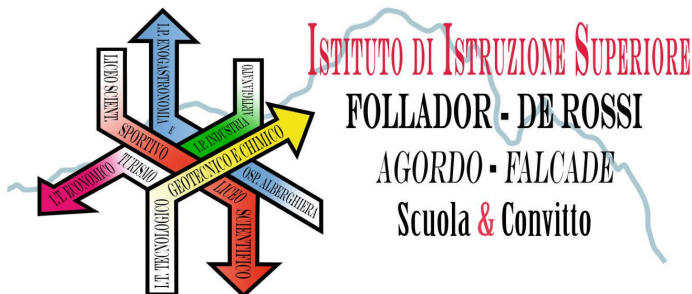 ISTITUTO DI ISTRUZIONE SUPERIORE
FOLLADOR - DE ROSSI
AGORDO - FALCADE
Scuola & Convitto
LICEO SCIENT.
SPORTIVO
I.P. ENOGASTRONOMIA
E
OSP. ALBERGHIERA
I.P. INDUSTRIA
ARTIGIANATO
I.T. ECONOMICO
TURISMO
I.T. TECNOLOGICO
GEOTECNICO E CHIMICO
LICEO
SCIENTIFICO